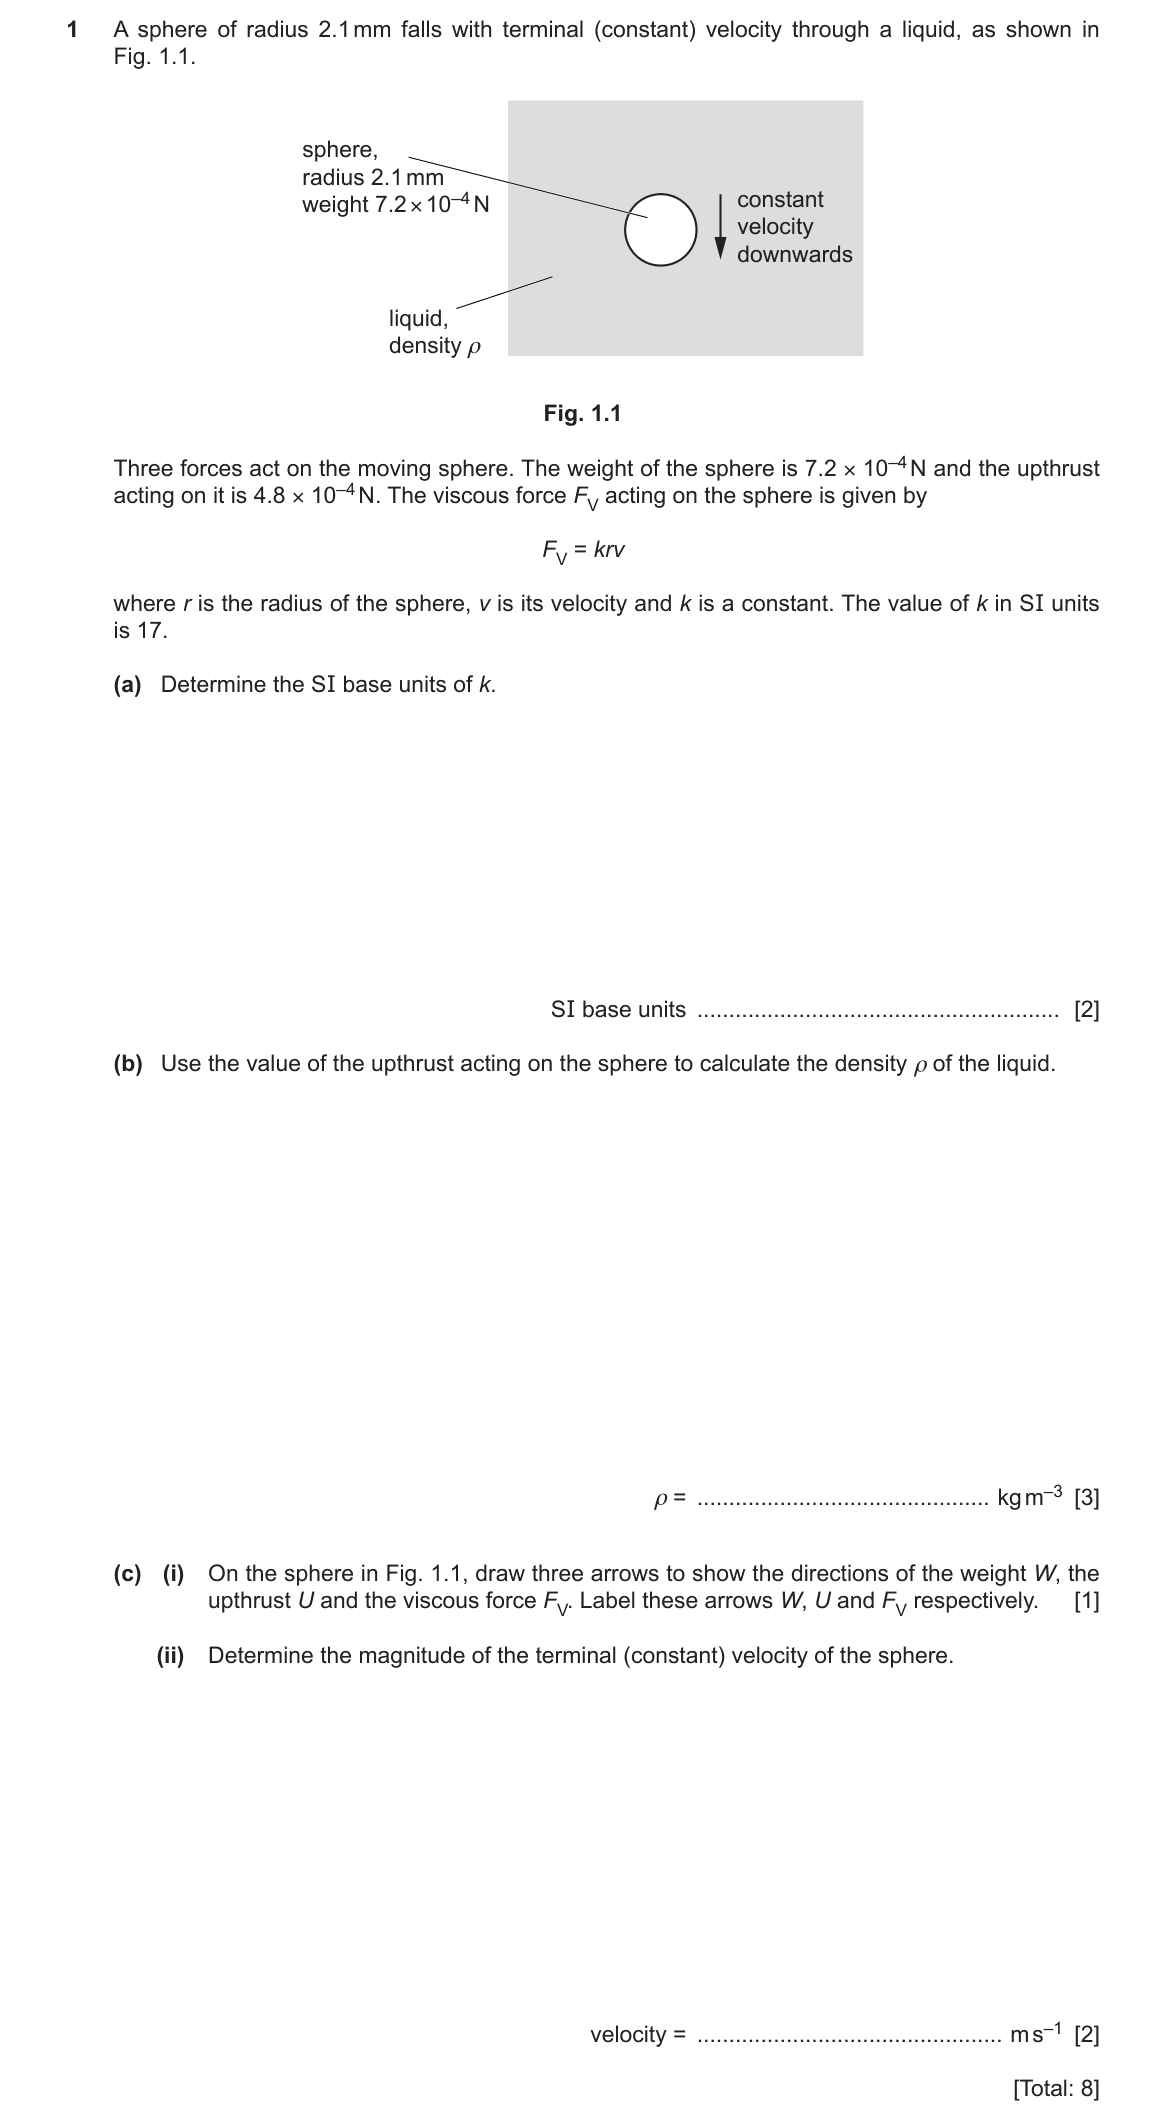 1 A sphere of radius 2.1 mm falls with terminal (constant) velocity through a liquid, as shown in
Fig. 1.1.
sphere,
radius 2.1 mm
weight 7.2 × 10⁻⁴ N
constant
velocity
downwards
liquid,
density ρ
Fig. 1.1
Three forces act on the moving sphere. The weight of the sphere is 7.2 × 10⁻⁴ N and the upthrust
acting on it is 4.8 × 10⁻⁴ N. The viscous force F_V acting on the sphere is given by
F_V = krv
where r is the radius of the sphere, v is its velocity and k is a constant. The value of k in SI units
is 17.
(a) Determine the SI base units of k.
SI base units .......................................................... [2]
(b) Use the value of the upthrust acting on the sphere to calculate the density ρ of the liquid.
ρ = ............................................... kg m⁻³ [3]
(c) (i) On the sphere in Fig. 1.1, draw three arrows to show the directions of the weight W, the
upthrust U and the viscous force F_V. Label these arrows W, U and F_V respectively. [1]
(ii) Determine the magnitude of the terminal (constant) velocity of the sphere.
velocity = ................................................. m s⁻¹ [2]
[Total: 8]